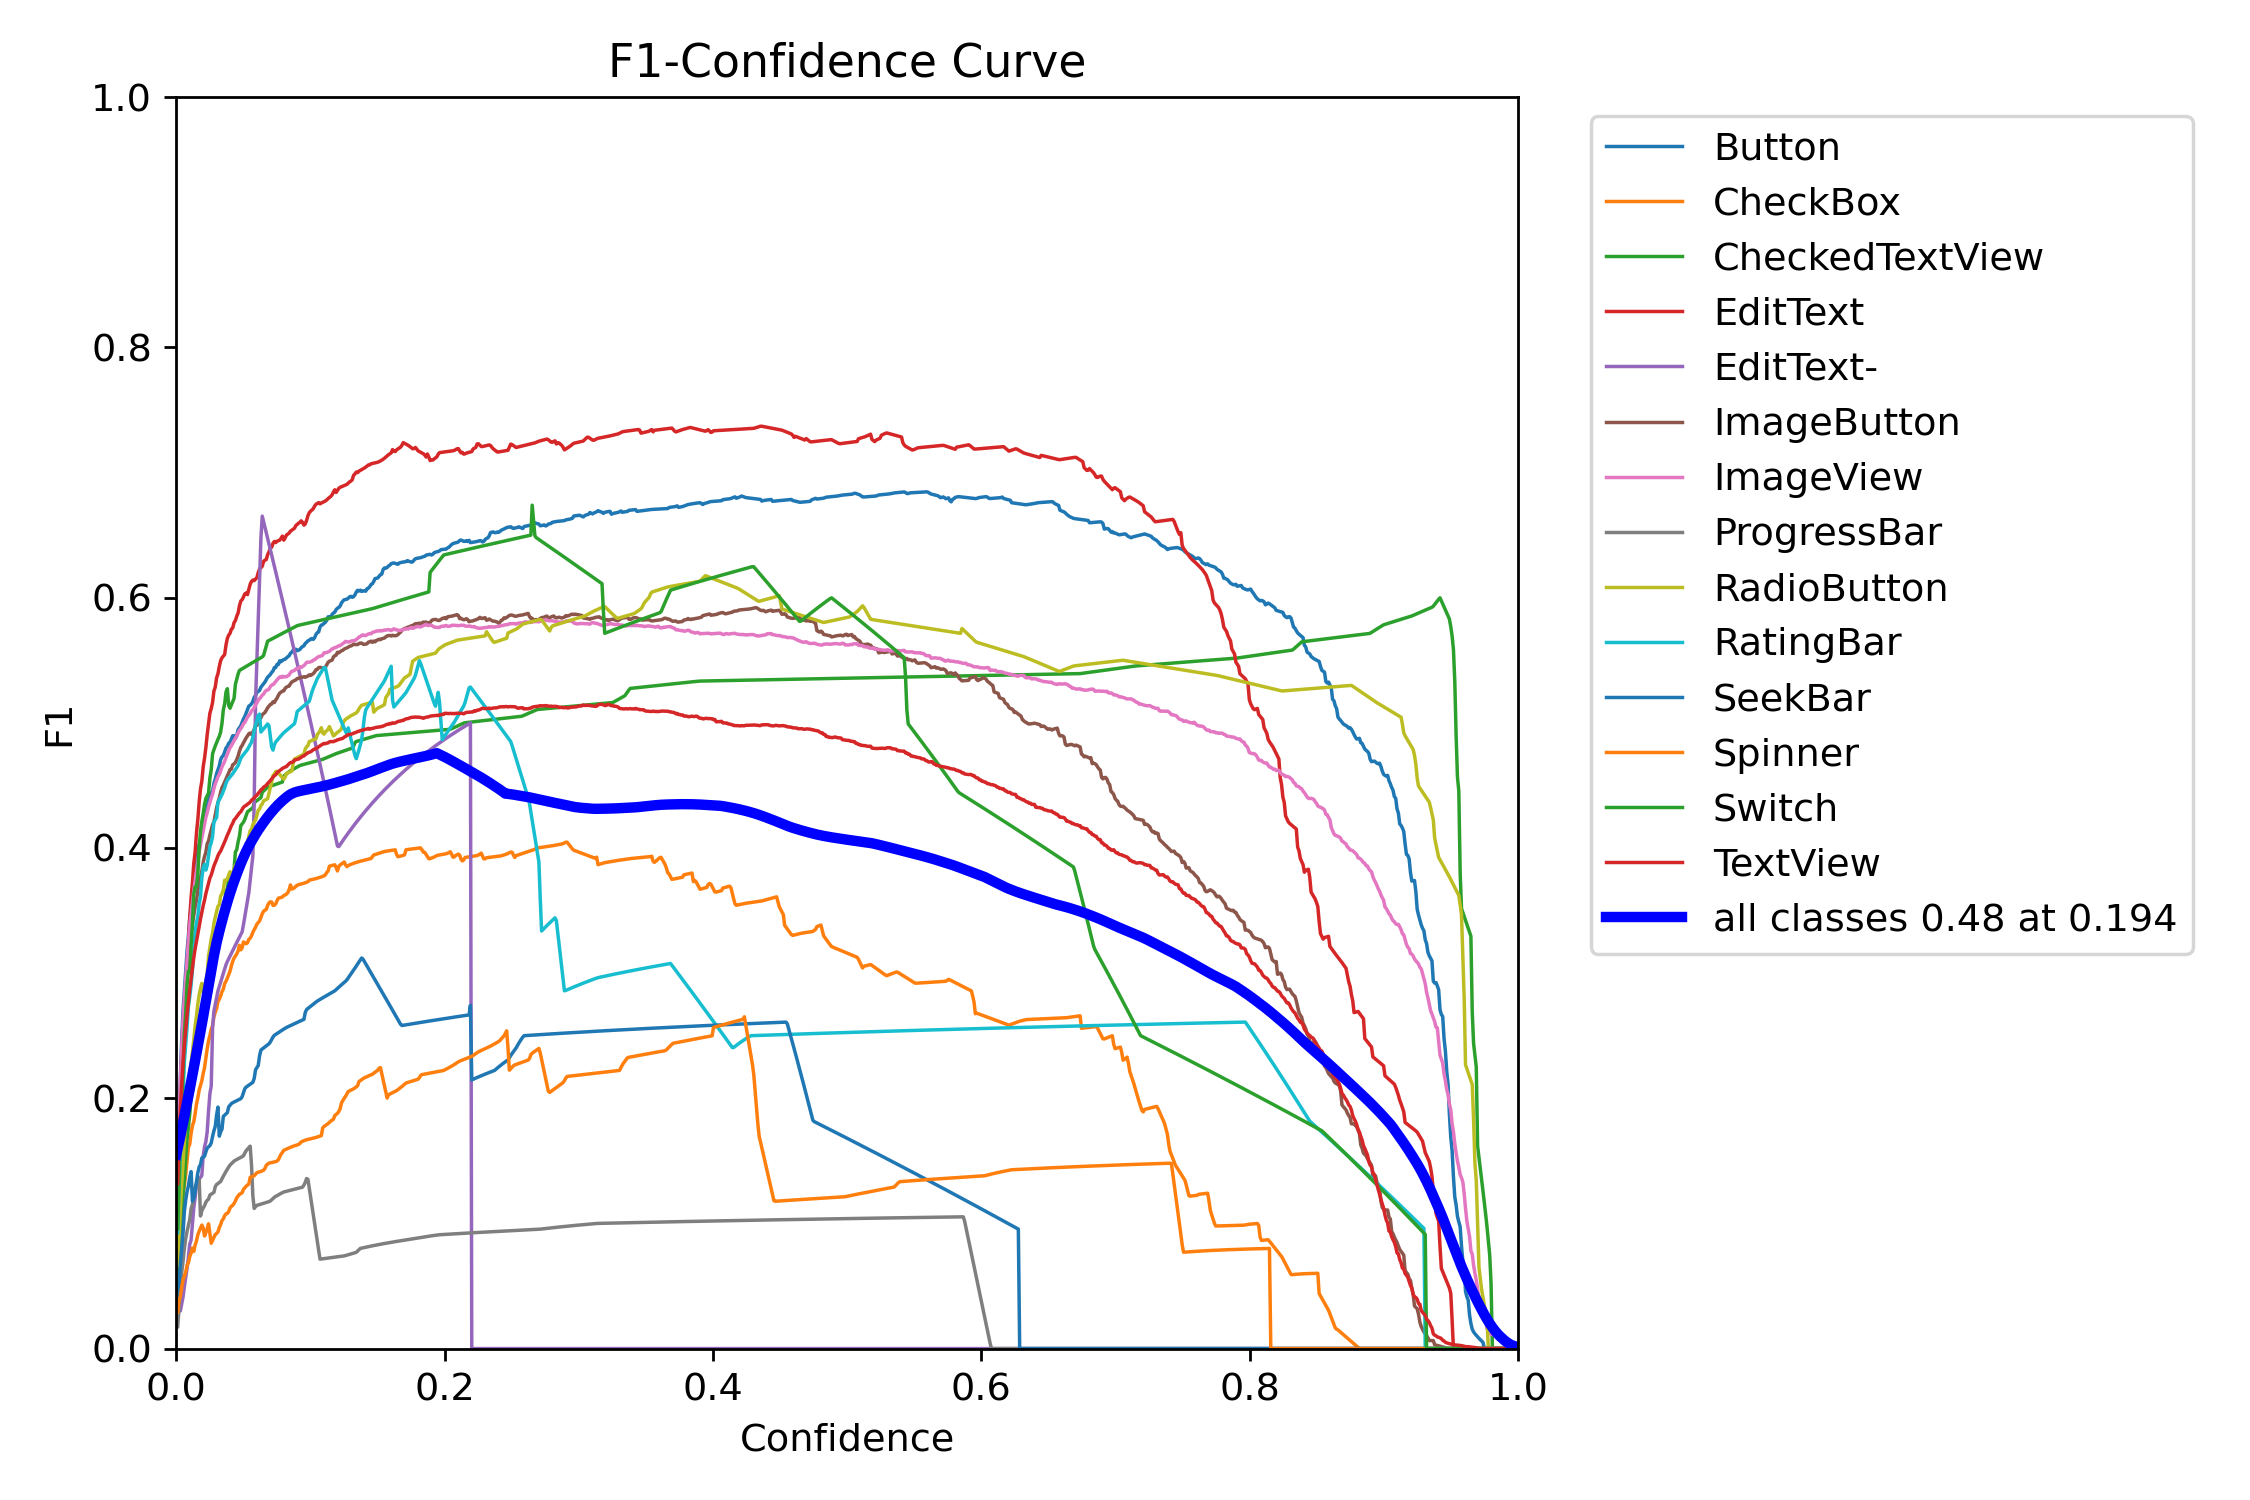 F1-Confidence Curve
1.0
0.8
0.6
0.4
0.2
0.0
F1
0.0 0.2 0.4 0.6 0.8 1.0
Confidence
Button
CheckBox
CheckedTextView
EditText
EditText-
ImageButton
ImageView
ProgressBar
RadioButton
RatingBar
SeekBar
Spinner
Switch
TextView
all classes 0.48 at 0.194